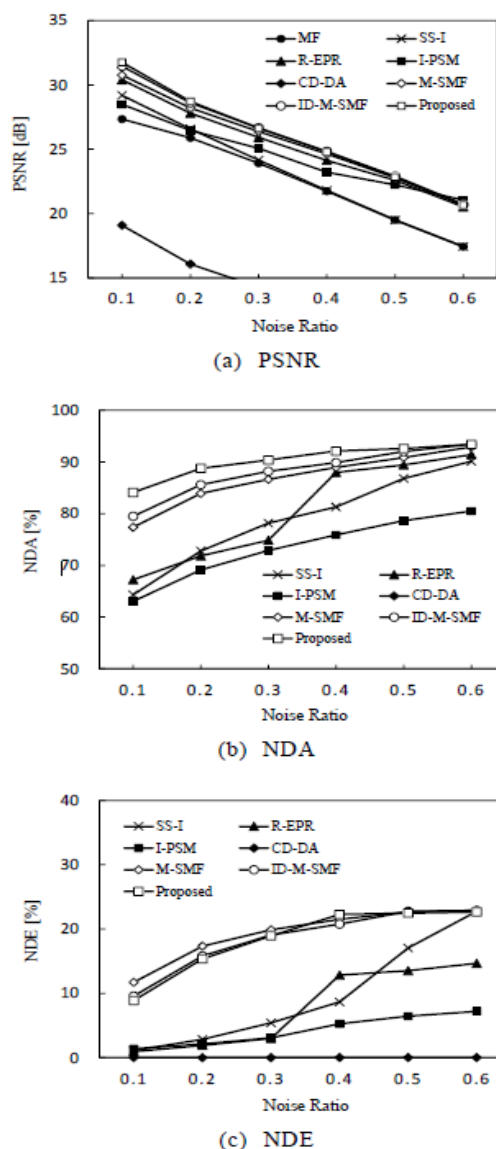 35
30
25
20
15
PSNR [dB]
MF SS-I
R-EPR I-PSM
CD-DA M-SMF
ID-M-SMF Proposed
0.1 0.2 0.3 0.4 0.5 0.6
Noise Ratio
(a) PSNR
100
90
80
70
60
50
NDA [%]
SS-I R-EPR
I-PSM CD-DA
M-SMF ID-M-SMF
Proposed
0.1 0.2 0.3 0.4 0.5 0.6
Noise Ratio
(b) NDA
40
30
20
10
0
NDE [%]
SS-I R-EPR
I-PSM CD-DA
M-SMF ID-M-SMF
Proposed
0.1 0.2 0.3 0.4 0.5 0.6
Noise Ratio
(c) NDE